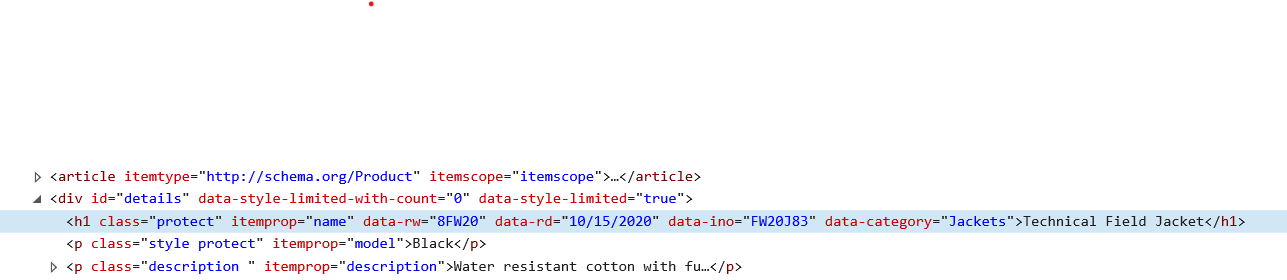 <article itemtype="http://schema.org/Product" itemscope="itemscope">…</article>
<div id="details" data-style-limited-with-count="0" data-style-limited="true">
<h1 class="protect" itemprop="name" data-rw="8FW20" data-rd="10/15/2020" data-ino="FW20J83" data-category="Jackets">Technical Field Jacket</h1>
<p class="style protect" itemprop="model">Black</p>
<p class="description " itemprop="description">Water resistant cotton with fu…</p>